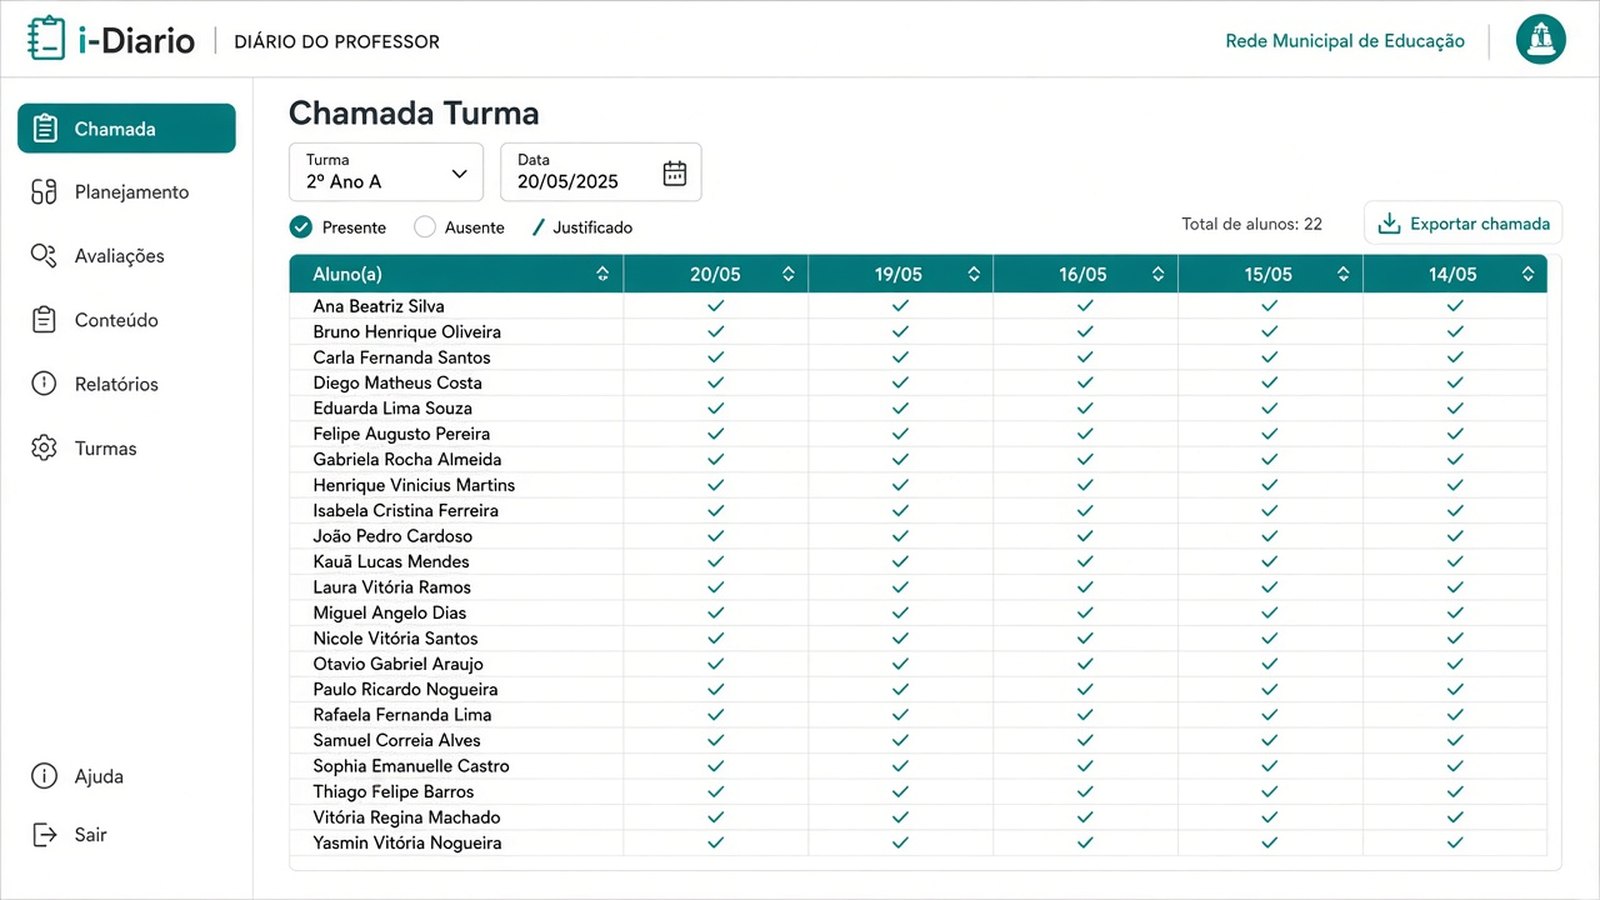 i-Diario
DIÁRIO DO PROFESSOR
Rede Municipal de Educação
Chamada
Planejamento
Avaliações
Conteúdo
Relatórios
Turmas
Ajuda
Sair
Chamada Turma
Turma
2º Ano A
Data
20/05/2025
Presente
Ausente
Justificado
Total de alunos: 22
Exportar chamada
Aluno(a) 20/05 19/05 16/05 15/05 14/05
Ana Beatriz Silva
Bruno Henrique Oliveira
Carla Fernanda Santos
Diego Matheus Costa
Eduarda Lima Souza
Felipe Augusto Pereira
Gabriela Rocha Almeida
Henrique Vinicius Martins
Isabela Cristina Ferreira
João Pedro Cardoso
Kauã Lucas Mendes
Laura Vitória Ramos
Miguel Angelo Dias
Nicole Vitória Santos
Otavio Gabriel Araujo
Paulo Ricardo Nogueira
Rafaela Fernanda Lima
Samuel Correia Alves
Sophia Emanuelle Castro
Thiago Felipe Barros
Vitória Regina Machado
Yasmin Vitória Nogueira